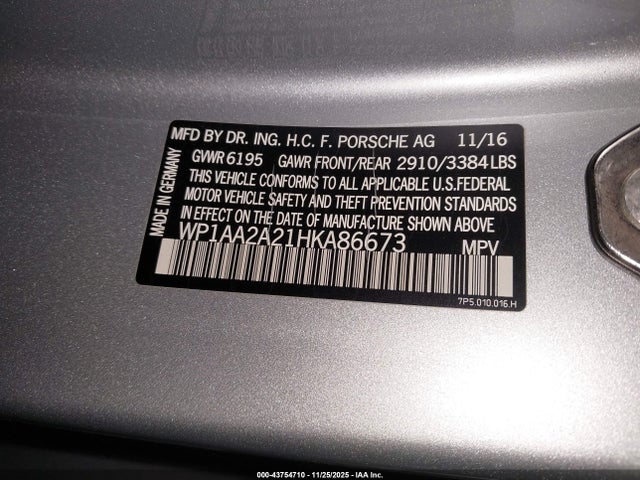 MFD BY DR. ING. H.C. F. PORSCHE AG 11/16
GVWR 6195 GAWR FRONT/REAR 2910/3384 LBS
THIS VEHICLE CONFORMS TO ALL APPLICABLE U.S. FEDERAL
MOTOR VEHICLE SAFETY AND THEFT PREVENTION STANDARDS
IN EFFECT ON THE DATE OF MANUFACTURE SHOWN ABOVE
WP1AA2A21HKA86673 MPV
MADE IN GERMANY
7P5.010.016.H
000-43754710 - 11/25/2025 - IAA Inc.